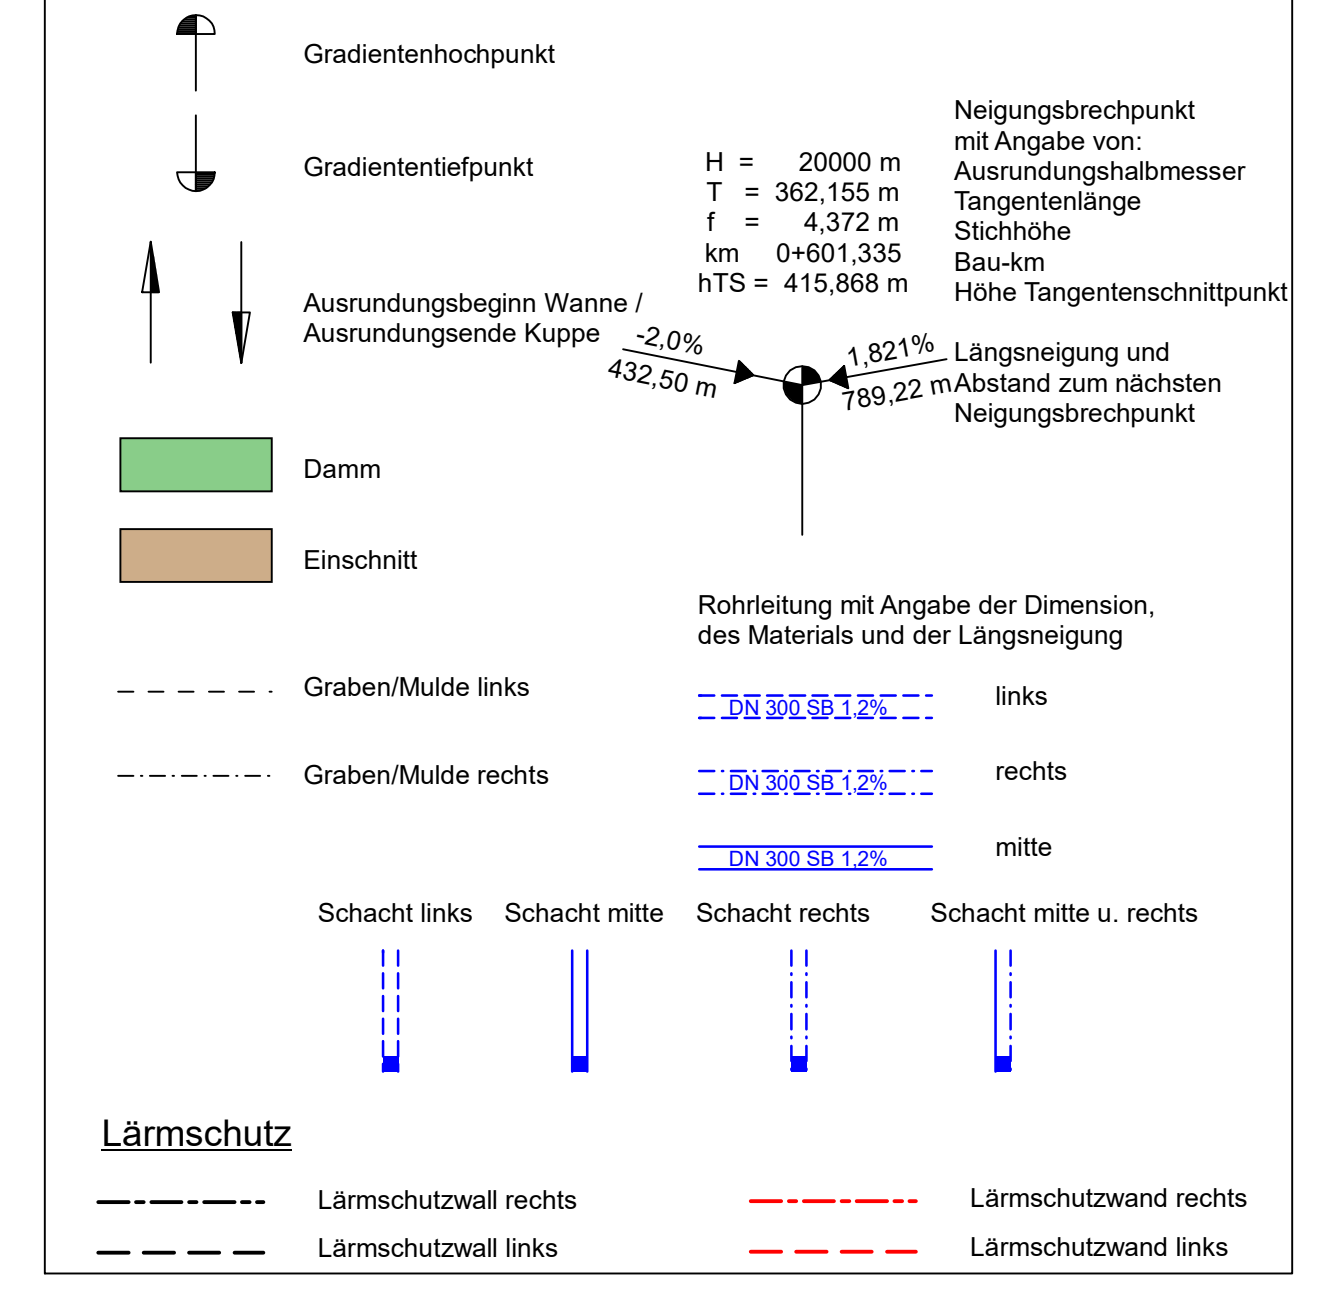 Gradientenhochpunkt
Gradiententiefpunkt
Ausrundungsbeginn Wanne /
Ausrundungsende Kuppe
Damm
Einschnitt
Graben/Mulde links
Graben/Mulde rechts
H = 20000 m
T = 362,155 m
f = 4,372 m
km 0+601,335
hTS = 415,868 m
Neigungsbrechpunkt
mit Angabe von:
Ausrundungshalbmesser
Tangentenlänge
Stichhöhe
Bau-km
Höhe Tangentenschnittpunkt
-2,0%
432,50 m
1,821%
789,22 m
Längsneigung und
Abstand zum nächsten
Neigungsbrechpunkt
Rohrleitung mit Angabe der Dimension,
des Materials und der Längsneigung
DN 300 SB 1,2%
links
DN 300 SB 1,2%
rechts
DN 300 SB 1,2%
mitte
Schacht links
Schacht mitte
Schacht rechts
Schacht mitte u. rechts
Lärmschutz
Lärmschutzwall rechts
Lärmschutzwand rechts
Lärmschutzwall links
Lärmschutzwand links